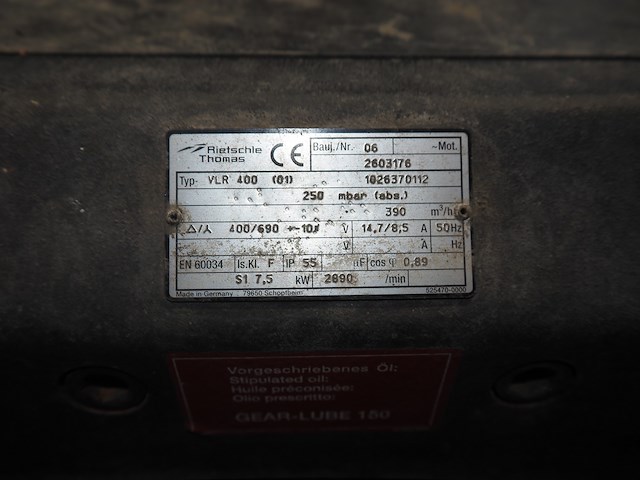 Rietschle
Thomas
CE
Bauj./Nr. 06 ~Mot.
2603176
Typ- VLR 400 (01) 1026370112
250 mbar (abs.)
390 m³/h
△/⅄ 400/690 +-10% V 14,7/8,5 A 50Hz
V A Hz
EN 60034 Is.Kl. F IP 55 µF cos φ 0,89
S1 7,5 kW 2890 /min
Made in Germany 79650 Schopfheim 525470-0000
Vorgeschriebenes Öl:
Stipulated oil:
Huile préconisée:
Olio prescritto:
GEAR-LUBE 150